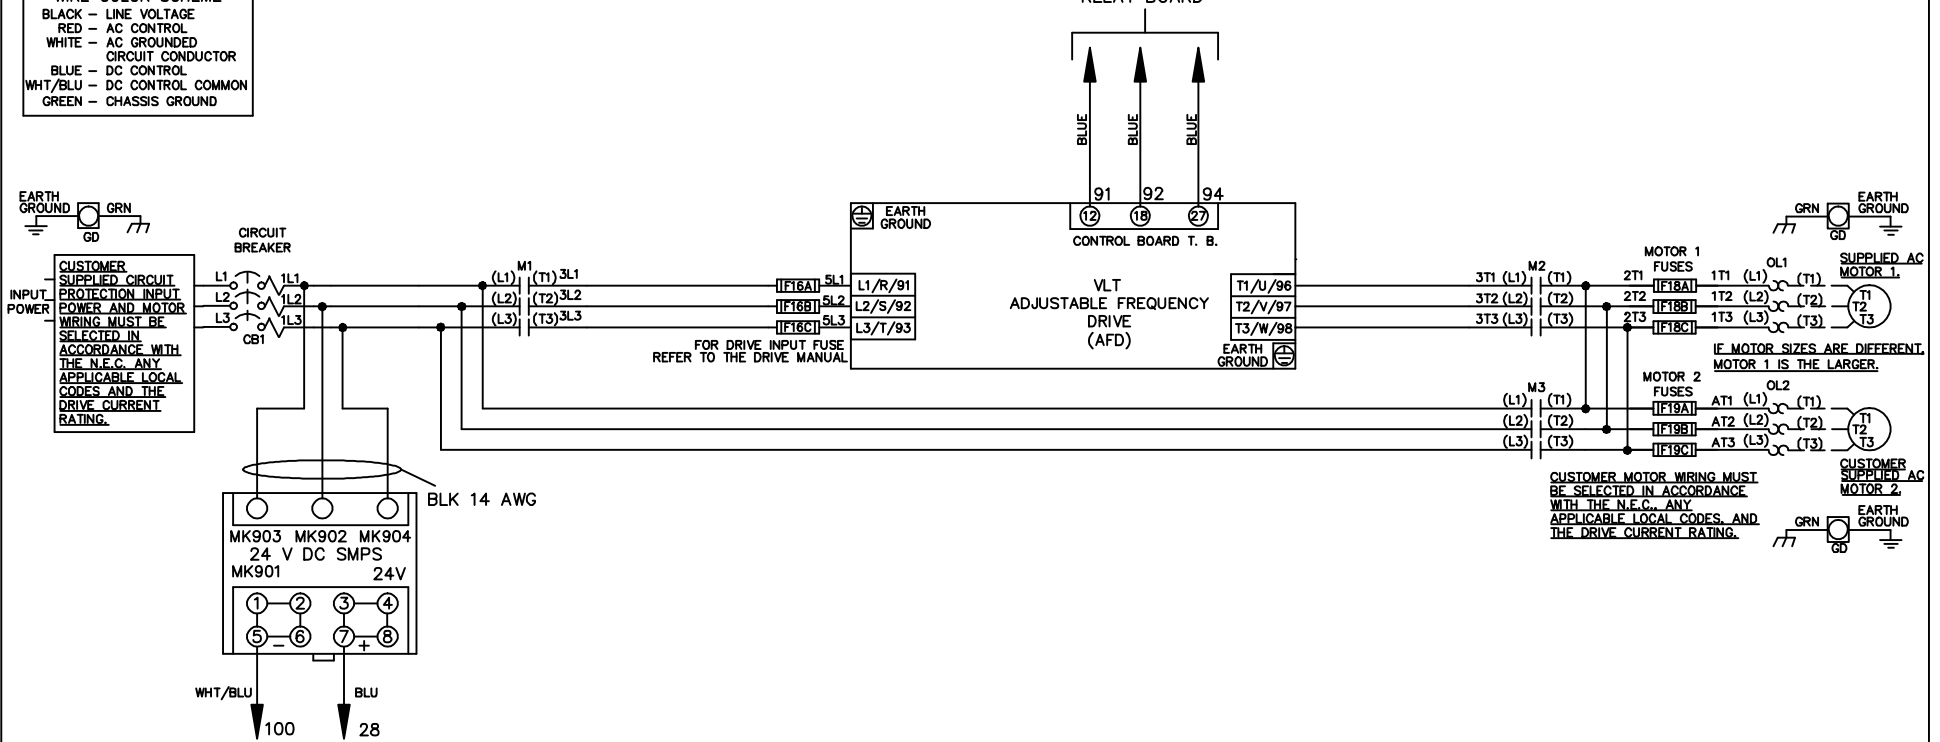 BLACK – LINE VOLTAGE
RED – AC CONTROL
WHITE – AC GROUNDED
CIRCUIT CONDUCTOR
BLUE – DC CONTROL
WHT/BLU – DC CONTROL COMMON
GREEN – CHASSIS GROUND
BLUE
BLUE
BLUE
91
92
94
12
18
27
CONTROL BOARD T. B.
EARTH
GROUND
GRN
GD
CIRCUIT
BREAKER
INPUT
POWER
CUSTOMER
SUPPLIED CIRCUIT
PROTECTION INPUT
POWER AND MOTOR
WIRING MUST BE
SELECTED IN
ACCORDANCE WITH
THE N.E.C. ANY
APPLICABLE LOCAL
CODES AND THE
DRIVE CURRENT
RATING.
L1
L2
L3
CB1
1L1
1L2
1L3
M1
(L1) (T1) 3L1
(L2) (T2) 3L2
(L3) (T3) 3L3
F16A 5L1
F16B 5L2
F16C 5L3
FOR DRIVE INPUT FUSE
REFER TO THE DRIVE MANUAL
EARTH
GROUND
L1/R/91
L2/S/92
L3/T/93
VLT
ADJUSTABLE FREQUENCY
DRIVE
(AFD)
T1/U/96
T2/V/97
T3/W/98
EARTH
GROUND
M2
3T1 (L1) (T1)
3T2 (L2) (T2)
3T3 (L3) (T3)
MOTOR 1
FUSES
2T1 F18A 1T1 (L1)
2T2 F18B 1T2 (L2)
2T3 F18C 1T3 (L3)
OL1
(T1)
(T2)
(T3)
T1
T2
T3
GRN
GD
EARTH
GROUND
SUPPLIED AC
MOTOR 1.
IF MOTOR SIZES ARE DIFFERENT,
MOTOR 1 IS THE LARGER.
M3
(L1) (T1)
(L2) (T2)
(L3) (T3)
MOTOR 2
FUSES
F19A AT1 (L1)
F19B AT2 (L2)
F19C AT3 (L3)
OL2
(T1)
(T2)
(T3)
T1
T2
T3
CUSTOMER
SUPPLIED AC
MOTOR 2.
CUSTOMER MOTOR WIRING MUST
BE SELECTED IN ACCORDANCE
WITH THE N.E.C., ANY
APPLICABLE LOCAL CODES, AND
THE DRIVE CURRENT RATING.
GRN
GD
EARTH
GROUND
BLK 14 AWG
MK903 MK902 MK904
24 V DC SMPS
MK901 24V
1 2 3 4
5 6 7 8
– +
WHT/BLU
BLU
100
28